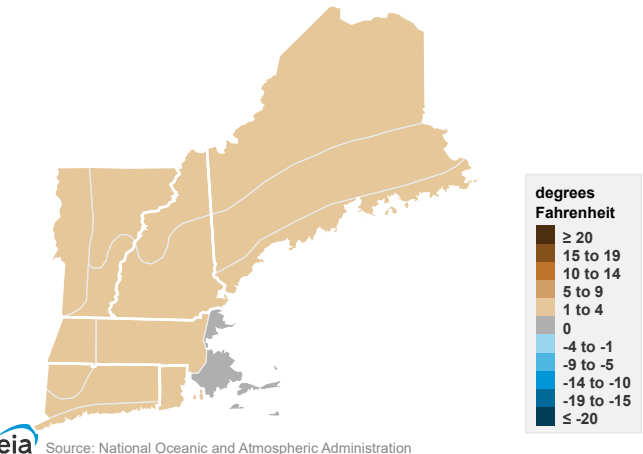 degrees
Fahrenheit
≥ 20
15 to 19
10 to 14
5 to 9
1 to 4
0
-4 to -1
-9 to -5
-14 to -10
-19 to -15
≤ -20
eia Source: National Oceanic and Atmospheric Administration